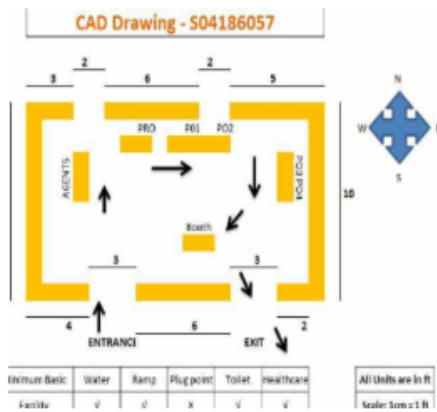 CAD Drawing - S04186057
2 2
3 6 5
N
W
S
PRO PO1 PO2
AGENTS
PO3 PO4
10
Booth
3 3
4 6 2
ENTRANCE EXIT
Minimum Basic Water Ramp Plug point Toilet Healthcare All Units are in ft
Facility √ √ X √ √ Scale: 1cm = 1 ft